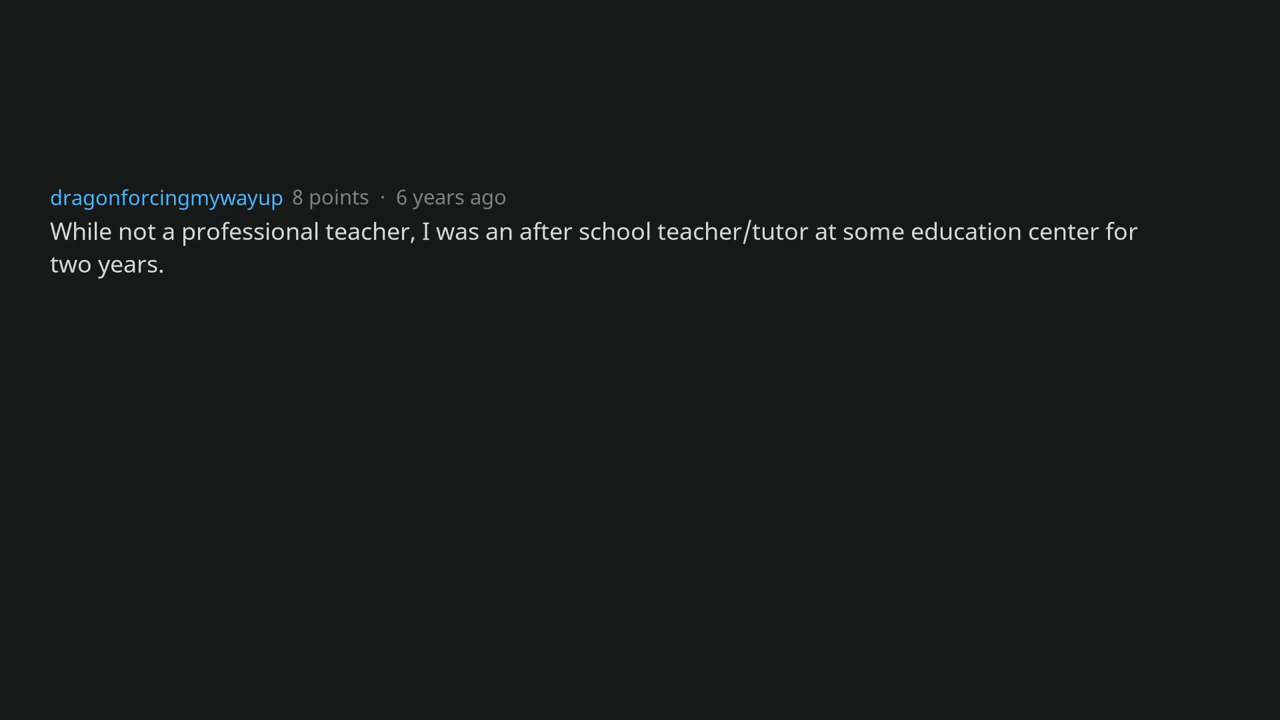 dragonforcingmywayup 8 points · 6 years ago
While not a professional teacher, I was an after school teacher/tutor at some education center for
two years.